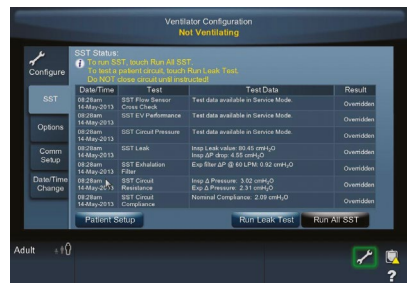 Ventilator Configuration
Not Ventilating
Configure
SST Status:
To run SST, touch Run All SST.
To test a patient circuit, touch Run Leak Test.
Do NOT close circuit until instructed!
SST
Options
Comm
Setup
Date/Time
Change
Date/Time Test Test Data Result
08:28am SST Flow Sensor Test data available in Service Mode. Overridden
14-May-2013 Cross Check
08:28am SST EV Performance Test data available in Service Mode. Overridden
14-May-2013
08:28am SST Circuit Pressure Test data available in Service Mode. Overridden
14-May-2013
08:28am SST Leak Insp Leak value: 80.45 cmH₂O Overridden
14-May-2013 Insp ΔP drop: 4.55 cmH₂O
08:28am SST Exhalation Exp filter ΔP @ 60 LPM: 0.92 cmH₂O Overridden
14-May-2013 Filter
08:28am SST Circuit Insp Δ Pressure: 3.02 cmH₂O Overridden
14-May-2013 Resistance Exp Δ Pressure: 2.31 cmH₂O
08:28am SST Circuit Nominal Compliance: 2.09 cmH₂O Overridden
14-May-2013 Compliance
Patient Setup Run Leak Test Run All SST
Adult
?